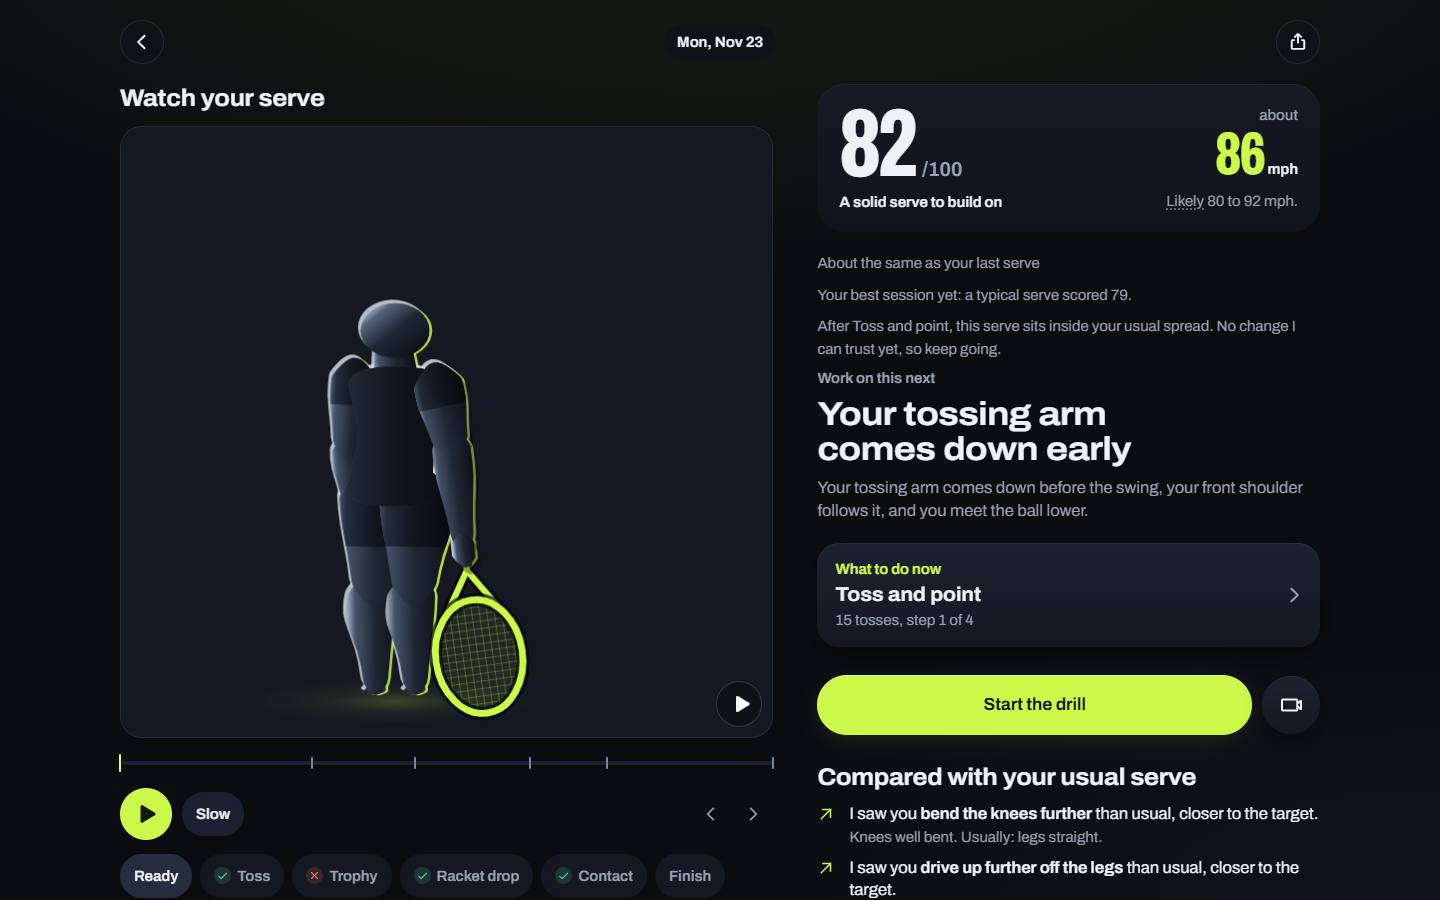 Mon, Nov 23
Watch your serve
82 /100
A solid serve to build on
about
86 mph
Likely 80 to 92 mph.
About the same as your last serve
Your best session yet: a typical serve scored 79.
After Toss and point, this serve sits inside your usual spread. No change I
can trust yet, so keep going.
Work on this next
Your tossing arm
comes down early
Your tossing arm comes down before the swing, your front shoulder
follows it, and you meet the ball lower.
What to do now
Toss and point
15 tosses, step 1 of 4
Start the drill
Slow
Ready
Toss
Trophy
Racket drop
Contact
Finish
Compared with your usual serve
I saw you bend the knees further than usual, closer to the target.
Knees well bent. Usually: legs straight.
I saw you drive up further off the legs than usual, closer to the
target.